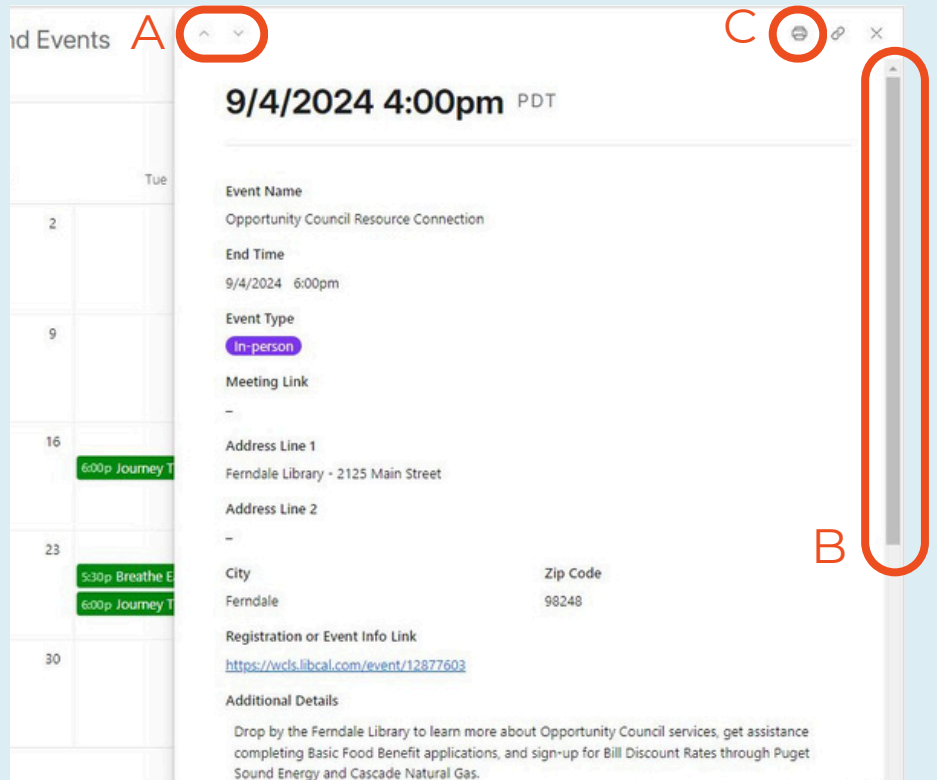 nd Events
A
C
9/4/2024 4:00pm PDT
Tue
Event Name
2
Opportunity Council Resource Connection
End Time
9/4/2024 6:00pm
Event Type
9
In-person
Meeting Link
–
16
Address Line 1
6:00p Journey T
Ferndale Library - 2125 Main Street
Address Line 2
–
B
23
5:30p Breathe E
6:00p Journey T
City Zip Code
Ferndale 98248
Registration or Event Info Link
30
https://wcls.libcal.com/event/12877603
Additional Details
Drop by the Ferndale Library to learn more about Opportunity Council services, get assistance
completing Basic Food Benefit applications, and sign-up for Bill Discount Rates through Puget
Sound Energy and Cascade Natural Gas.